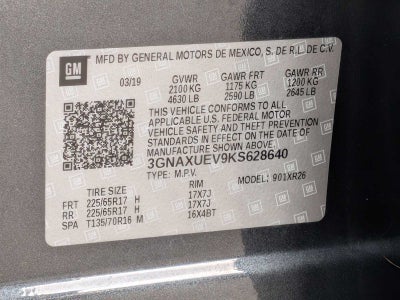 GM
MFD BY GENERAL MOTORS DE MEXICO, S. DE R.L. DE C.V.
03/19 GVWR GAWR FRT GAWR RR
2100 KG 1175 KG 1200 KG
4630 LB 2590 LB 2645 LB
THIS VEHICLE CONFORMS TO ALL
APPLICABLE U.S. FEDERAL MOTOR
VEHICLE SAFETY AND THEFT PREVENTION
STANDARDS IN EFFECT ON THE DATE OF
MANUFACTURE SHOWN ABOVE.
3GNAXUEV9KS628640
TYPE: M.P.V. MODEL: 901XR26
TIRE SIZE RIM
FRT 225/65R17 H 17X7J
RR 225/65R17 H 17X7J
SPA T135/70R16 M 16X4BT